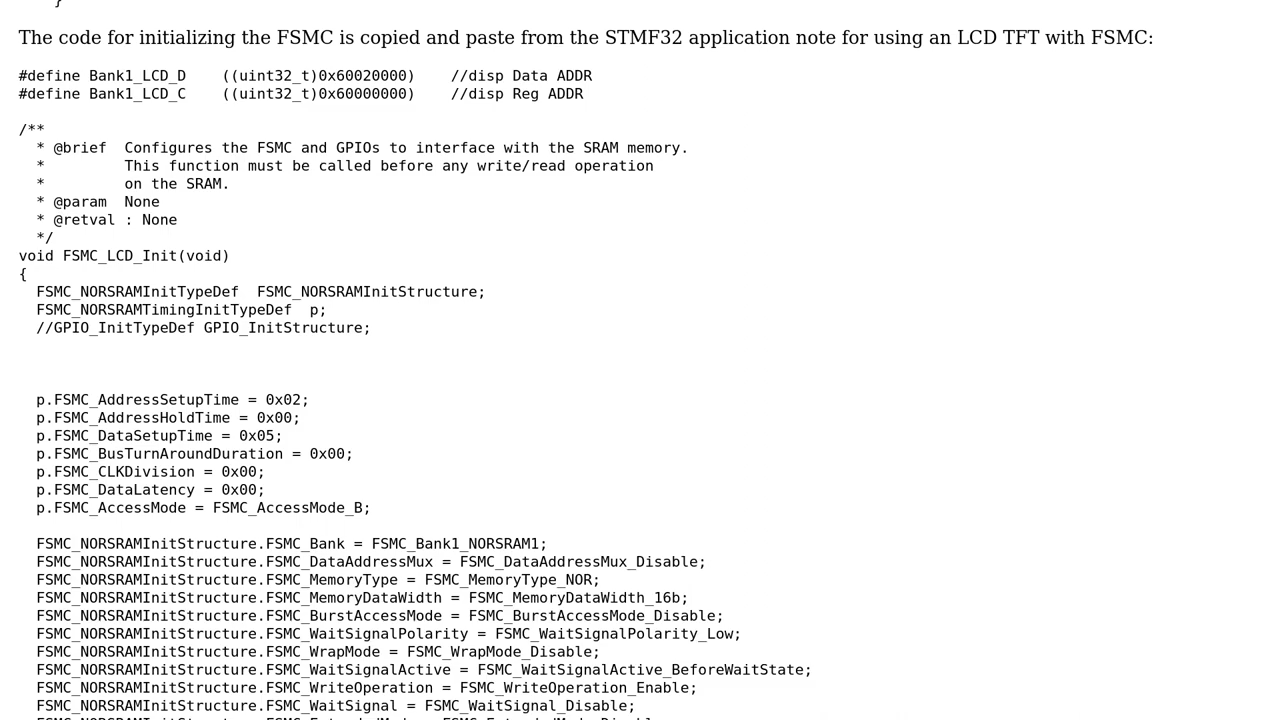 }
The code for initializing the FSMC is copied and paste from the STMF32 application note for using an LCD TFT with FSMC:
#define Bank1_LCD_D    ((uint32_t)0x60020000)    //disp Data ADDR
#define Bank1_LCD_C    ((uint32_t)0x60000000)    //disp Reg ADDR
/**
  * @brief  Configures the FSMC and GPIOs to interface with the SRAM memory.
  *         This function must be called before any write/read operation
  *         on the SRAM.
  * @param  None
  * @retval : None
  */
void FSMC_LCD_Init(void)
{
  FSMC_NORSRAMInitTypeDef  FSMC_NORSRAMInitStructure;
  FSMC_NORSRAMTimingInitTypeDef  p;
  //GPIO_InitTypeDef GPIO_InitStructure;
  p.FSMC_AddressSetupTime = 0x02;
  p.FSMC_AddressHoldTime = 0x00;
  p.FSMC_DataSetupTime = 0x05;
  p.FSMC_BusTurnAroundDuration = 0x00;
  p.FSMC_CLKDivision = 0x00;
  p.FSMC_DataLatency = 0x00;
  p.FSMC_AccessMode = FSMC_AccessMode_B;
  FSMC_NORSRAMInitStructure.FSMC_Bank = FSMC_Bank1_NORSRAM1;
  FSMC_NORSRAMInitStructure.FSMC_DataAddressMux = FSMC_DataAddressMux_Disable;
  FSMC_NORSRAMInitStructure.FSMC_MemoryType = FSMC_MemoryType_NOR;
  FSMC_NORSRAMInitStructure.FSMC_MemoryDataWidth = FSMC_MemoryDataWidth_16b;
  FSMC_NORSRAMInitStructure.FSMC_BurstAccessMode = FSMC_BurstAccessMode_Disable;
  FSMC_NORSRAMInitStructure.FSMC_WaitSignalPolarity = FSMC_WaitSignalPolarity_Low;
  FSMC_NORSRAMInitStructure.FSMC_WrapMode = FSMC_WrapMode_Disable;
  FSMC_NORSRAMInitStructure.FSMC_WaitSignalActive = FSMC_WaitSignalActive_BeforeWaitState;
  FSMC_NORSRAMInitStructure.FSMC_WriteOperation = FSMC_WriteOperation_Enable;
  FSMC_NORSRAMInitStructure.FSMC_WaitSignal = FSMC_WaitSignal_Disable;